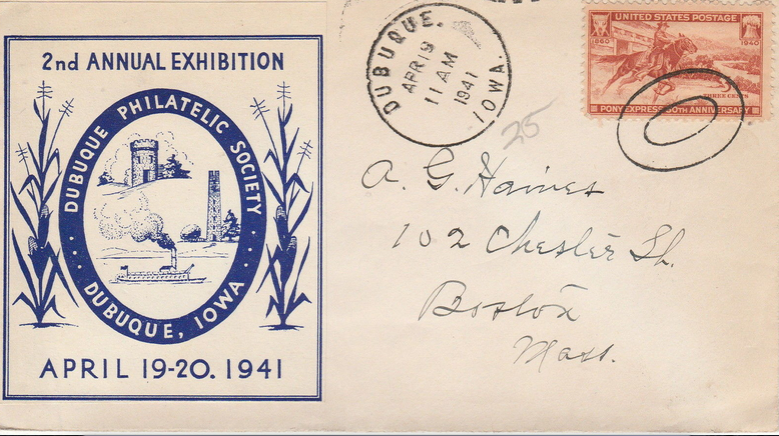 2nd ANNUAL EXHIBITION
DUBUQUE PHILATELIC SOCIETY
DUBUQUE, IOWA
APRIL 19-20. 1941
DUBUQUE.
APR 19
11 AM
1941
IOWA.
UNITED STATES POSTAGE
1860 1940
THREE CENTS
PONY EXPRESS 80TH ANNIVERSARY
25
A. G. Haines
102 Chester St.
Boston
Mass.